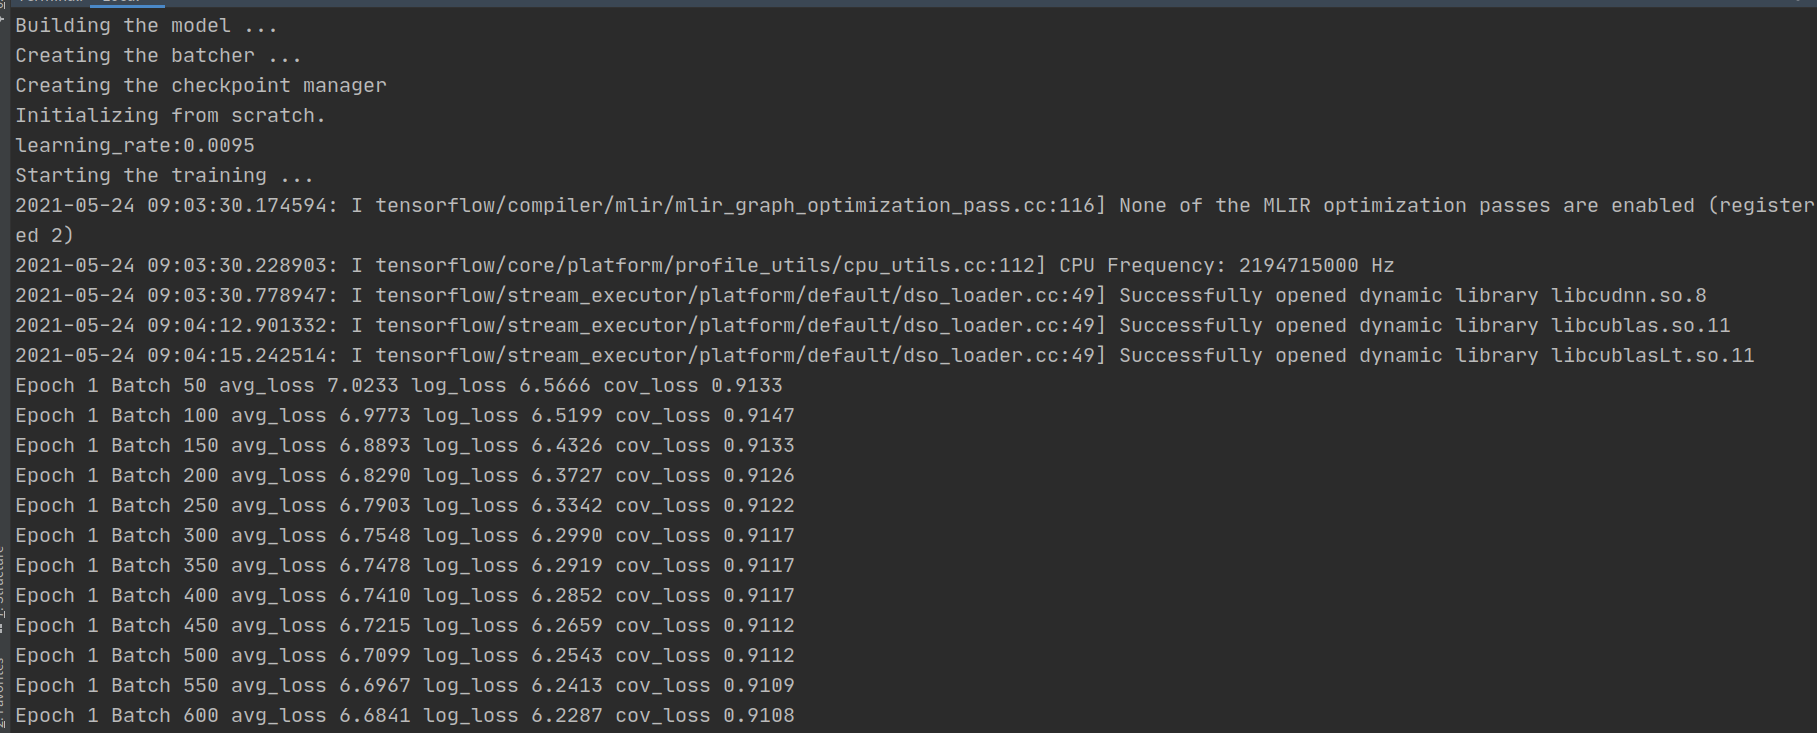 Building the model ...
Creating the batcher ...
Creating the checkpoint manager
Initializing from scratch.
learning_rate:0.0095
Starting the training ...
2021-05-24 09:03:30.174594: I tensorflow/compiler/mlir/mlir_graph_optimization_pass.cc:116] None of the MLIR optimization passes are enabled (register
ed 2)
2021-05-24 09:03:30.228903: I tensorflow/core/platform/profile_utils/cpu_utils.cc:112] CPU Frequency: 2194715000 Hz
2021-05-24 09:03:30.778947: I tensorflow/stream_executor/platform/default/dso_loader.cc:49] Successfully opened dynamic library libcudnn.so.8
2021-05-24 09:04:12.901332: I tensorflow/stream_executor/platform/default/dso_loader.cc:49] Successfully opened dynamic library libcublas.so.11
2021-05-24 09:04:15.242514: I tensorflow/stream_executor/platform/default/dso_loader.cc:49] Successfully opened dynamic library libcublasLt.so.11
Epoch 1 Batch 50 avg_loss 7.0233 log_loss 6.5666 cov_loss 0.9133
Epoch 1 Batch 100 avg_loss 6.9773 log_loss 6.5199 cov_loss 0.9147
Epoch 1 Batch 150 avg_loss 6.8893 log_loss 6.4326 cov_loss 0.9133
Epoch 1 Batch 200 avg_loss 6.8290 log_loss 6.3727 cov_loss 0.9126
Epoch 1 Batch 250 avg_loss 6.7903 log_loss 6.3342 cov_loss 0.9122
Epoch 1 Batch 300 avg_loss 6.7548 log_loss 6.2990 cov_loss 0.9117
Epoch 1 Batch 350 avg_loss 6.7478 log_loss 6.2919 cov_loss 0.9117
Epoch 1 Batch 400 avg_loss 6.7410 log_loss 6.2852 cov_loss 0.9117
Epoch 1 Batch 450 avg_loss 6.7215 log_loss 6.2659 cov_loss 0.9112
Epoch 1 Batch 500 avg_loss 6.7099 log_loss 6.2543 cov_loss 0.9112
Epoch 1 Batch 550 avg_loss 6.6967 log_loss 6.2413 cov_loss 0.9109
Epoch 1 Batch 600 avg_loss 6.6841 log_loss 6.2287 cov_loss 0.9108